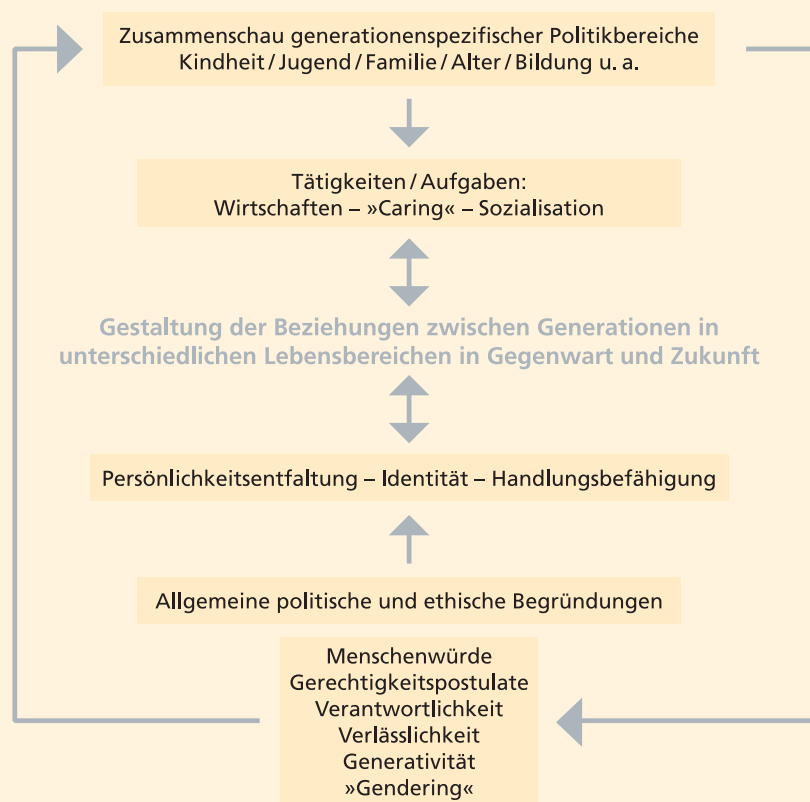 Zusammenschau generationenspezifischer Politikbereiche
Kindheit / Jugend / Familie / Alter / Bildung u. a.
Tätigkeiten / Aufgaben:
Wirtschaften – »Caring« – Sozialisation
Gestaltung der Beziehungen zwischen Generationen in
unterschiedlichen Lebensbereichen in Gegenwart und Zukunft
Persönlichkeitsentfaltung – Identität – Handlungsbefähigung
Allgemeine politische und ethische Begründungen
Menschenwürde
Gerechtigkeitspostulate
Verantwortlichkeit
Verlässlichkeit
Generativität
»Gendering«